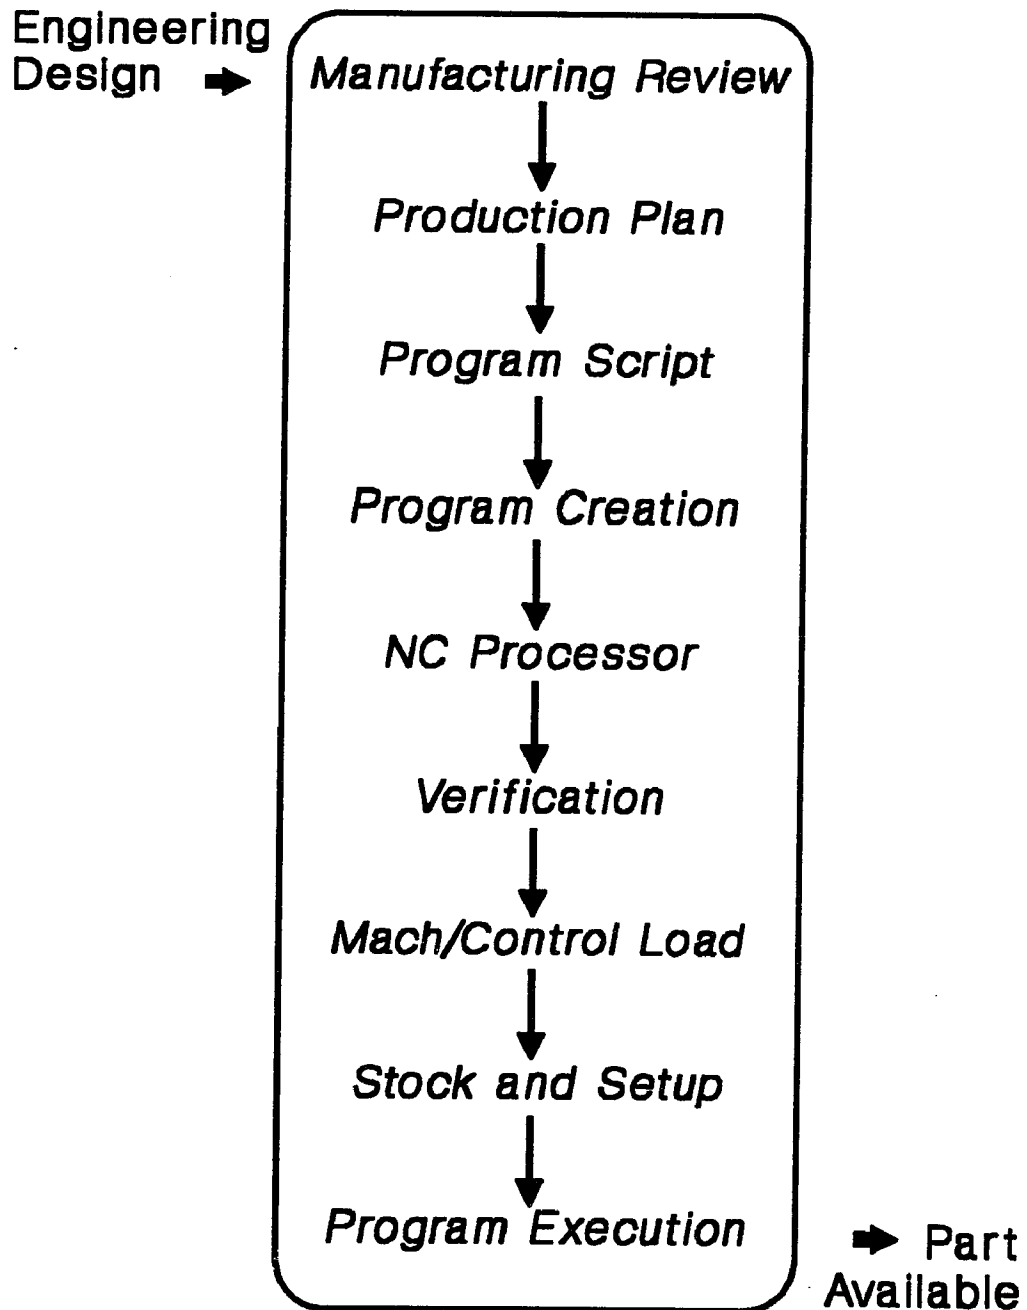 Engineering
Design
Manufacturing Review
Production Plan
Program Script
Program Creation
NC Processor
Verification
Mach/Control Load
Stock and Setup
Program Execution
Part
Available